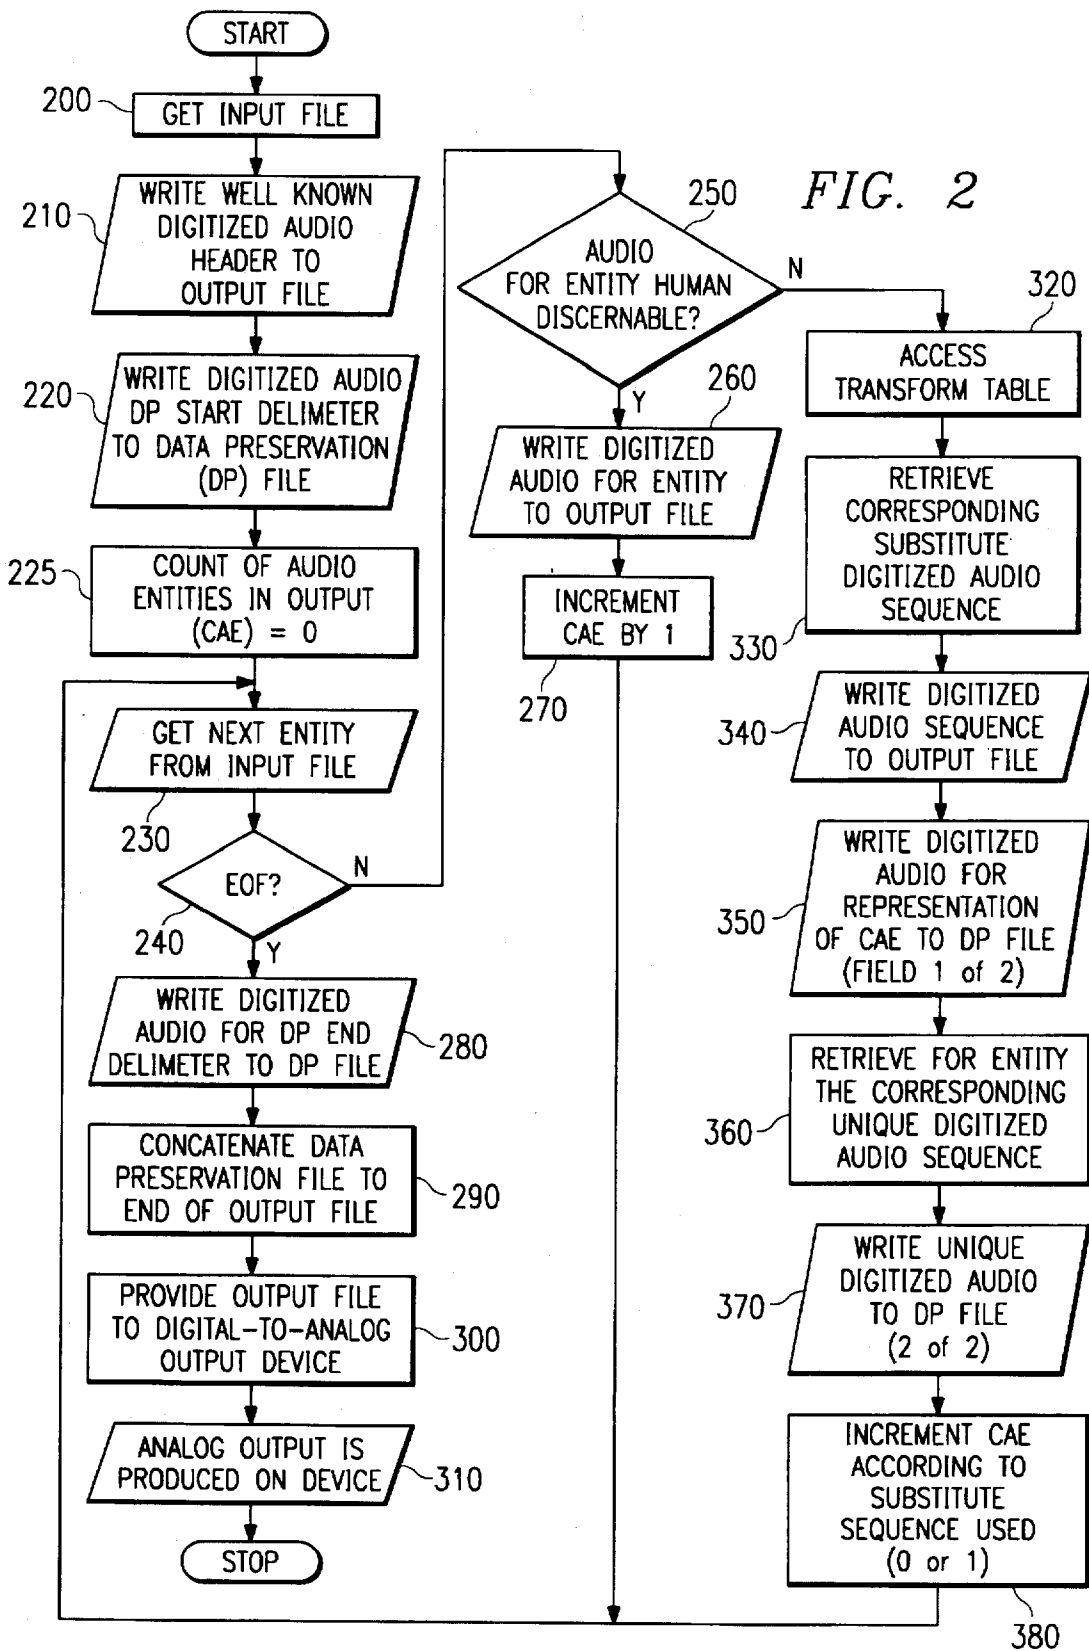 START
200
GET INPUT FILE
210
WRITE WELL KNOWN
DIGITIZED AUDIO
HEADER TO
OUTPUT FILE
220
WRITE DIGITIZED AUDIO
DP START DELIMETER
TO DATA PRESERVATION
(DP) FILE
225
COUNT OF AUDIO
ENTITIES IN OUTPUT
(CAE) = 0
GET NEXT ENTITY
FROM INPUT FILE
230
EOF?
N
240
Y
WRITE DIGITIZED
AUDIO FOR DP END
DELIMETER TO DP FILE
280
CONCATENATE DATA
PRESERVATION FILE TO
END OF OUTPUT FILE
290
PROVIDE OUTPUT FILE
TO DIGITAL-TO-ANALOG
OUTPUT DEVICE
300
ANALOG OUTPUT IS
PRODUCED ON DEVICE
310
STOP
FIG. 2
250
AUDIO
FOR ENTITY HUMAN
DISCERNABLE?
N
Y
260
WRITE DIGITIZED
AUDIO FOR ENTITY
TO OUTPUT FILE
INCREMENT
CAE BY 1
270
320
ACCESS
TRANSFORM TABLE
RETRIEVE
CORRESPONDING
SUBSTITUTE
DIGITIZED AUDIO
SEQUENCE
330
WRITE DIGITIZED
AUDIO SEQUENCE
TO OUTPUT FILE
340
WRITE DIGITIZED
AUDIO FOR
REPRESENTATION
OF CAE TO DP FILE
(FIELD 1 of 2)
350
RETRIEVE FOR ENTITY
THE CORRESPONDING
UNIQUE DIGITIZED
AUDIO SEQUENCE
360
WRITE UNIQUE
DIGITIZED AUDIO
TO DP FILE
(2 of 2)
370
INCREMENT CAE
ACCORDING TO
SUBSTITUTE
SEQUENCE USED
(0 or 1)
380